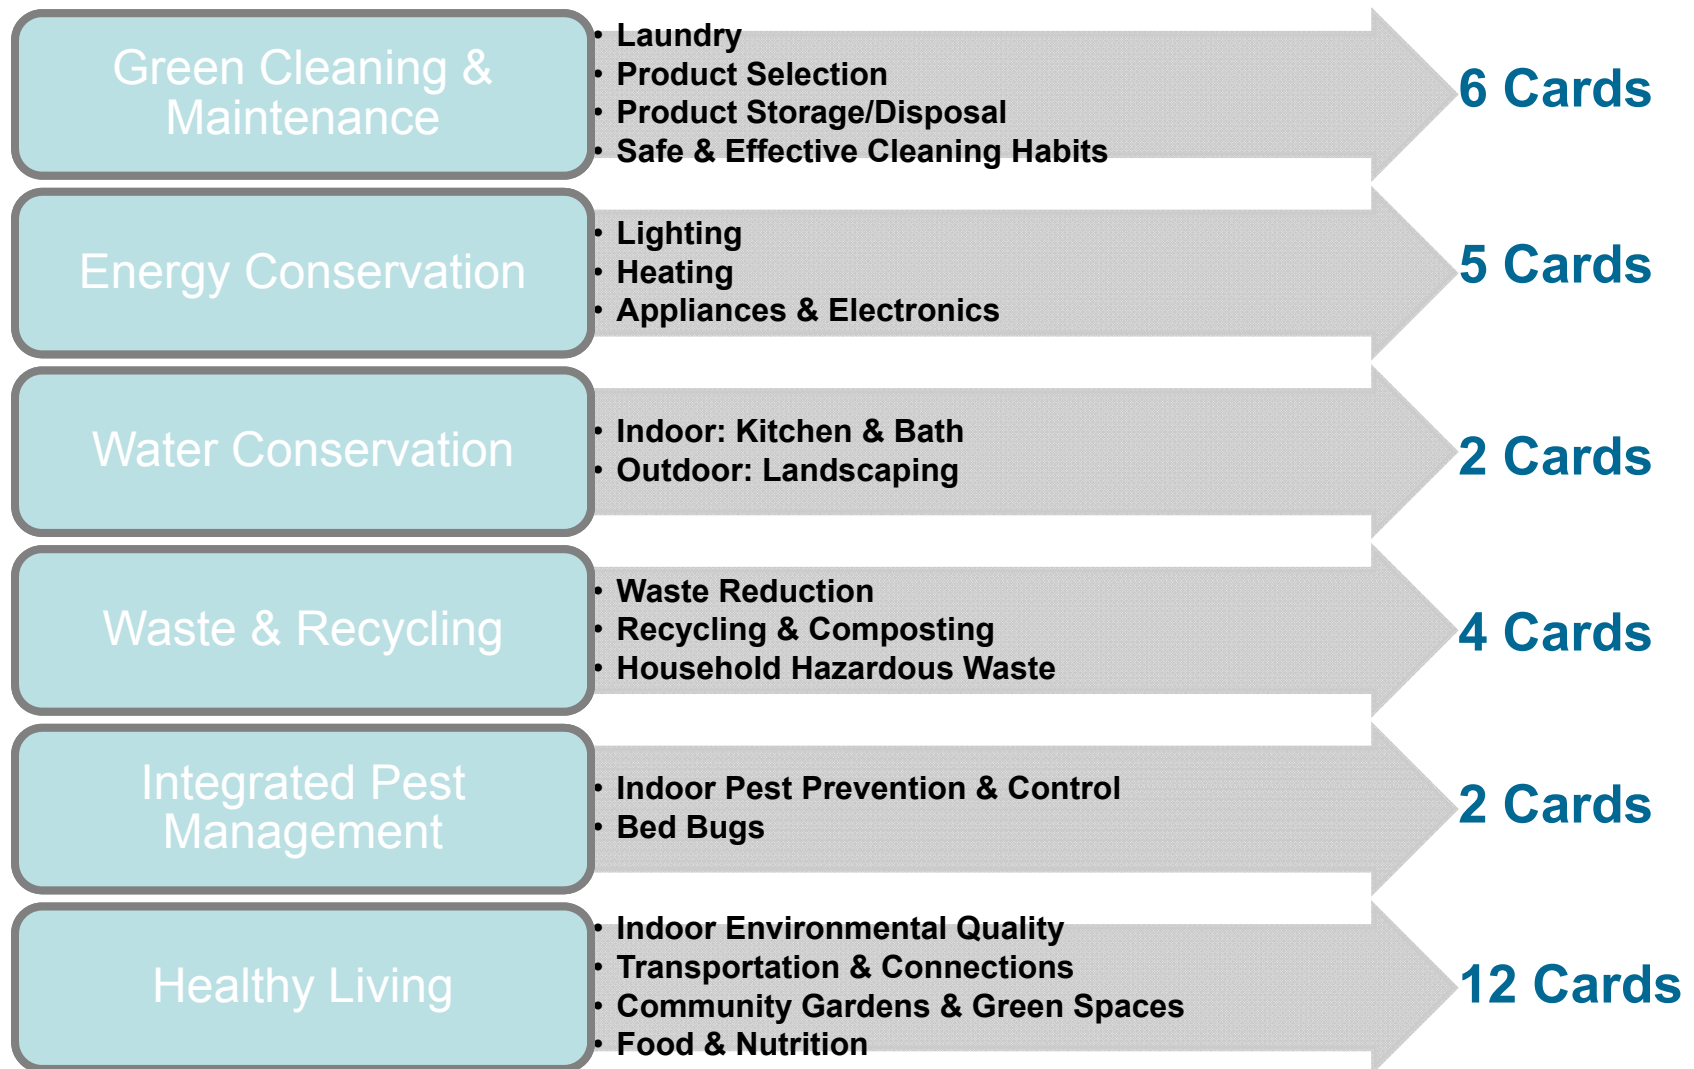 Green Cleaning &
Maintenance
• Laundry
• Product Selection
• Product Storage/Disposal
• Safe & Effective Cleaning Habits
6 Cards
Energy Conservation
• Lighting
• Heating
• Appliances & Electronics
5 Cards
Water Conservation
• Indoor: Kitchen & Bath
• Outdoor: Landscaping
2 Cards
Waste & Recycling
• Waste Reduction
• Recycling & Composting
• Household Hazardous Waste
4 Cards
Integrated Pest
Management
• Indoor Pest Prevention & Control
• Bed Bugs
2 Cards
Healthy Living
• Indoor Environmental Quality
• Transportation & Connections
• Community Gardens & Green Spaces
• Food & Nutrition
12 Cards